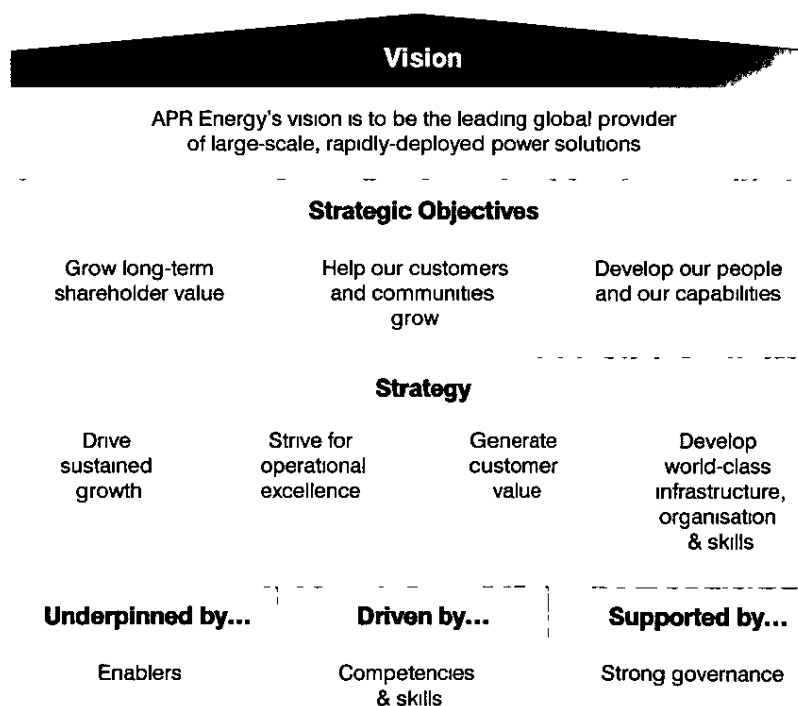 Vision
APR Energy's vision is to be the leading global provider
of large-scale, rapidly-deployed power solutions
Strategic Objectives
Grow long-term
shareholder value
Help our customers
and communities
grow
Develop our people
and our capabilities
Strategy
Drive
sustained
growth
Strive for
operational
excellence
Generate
customer
value
Develop
world-class
infrastructure,
organisation
& skills
Underpinned by...
Enablers
Driven by...
Competencies
& skills
Supported by...
Strong governance